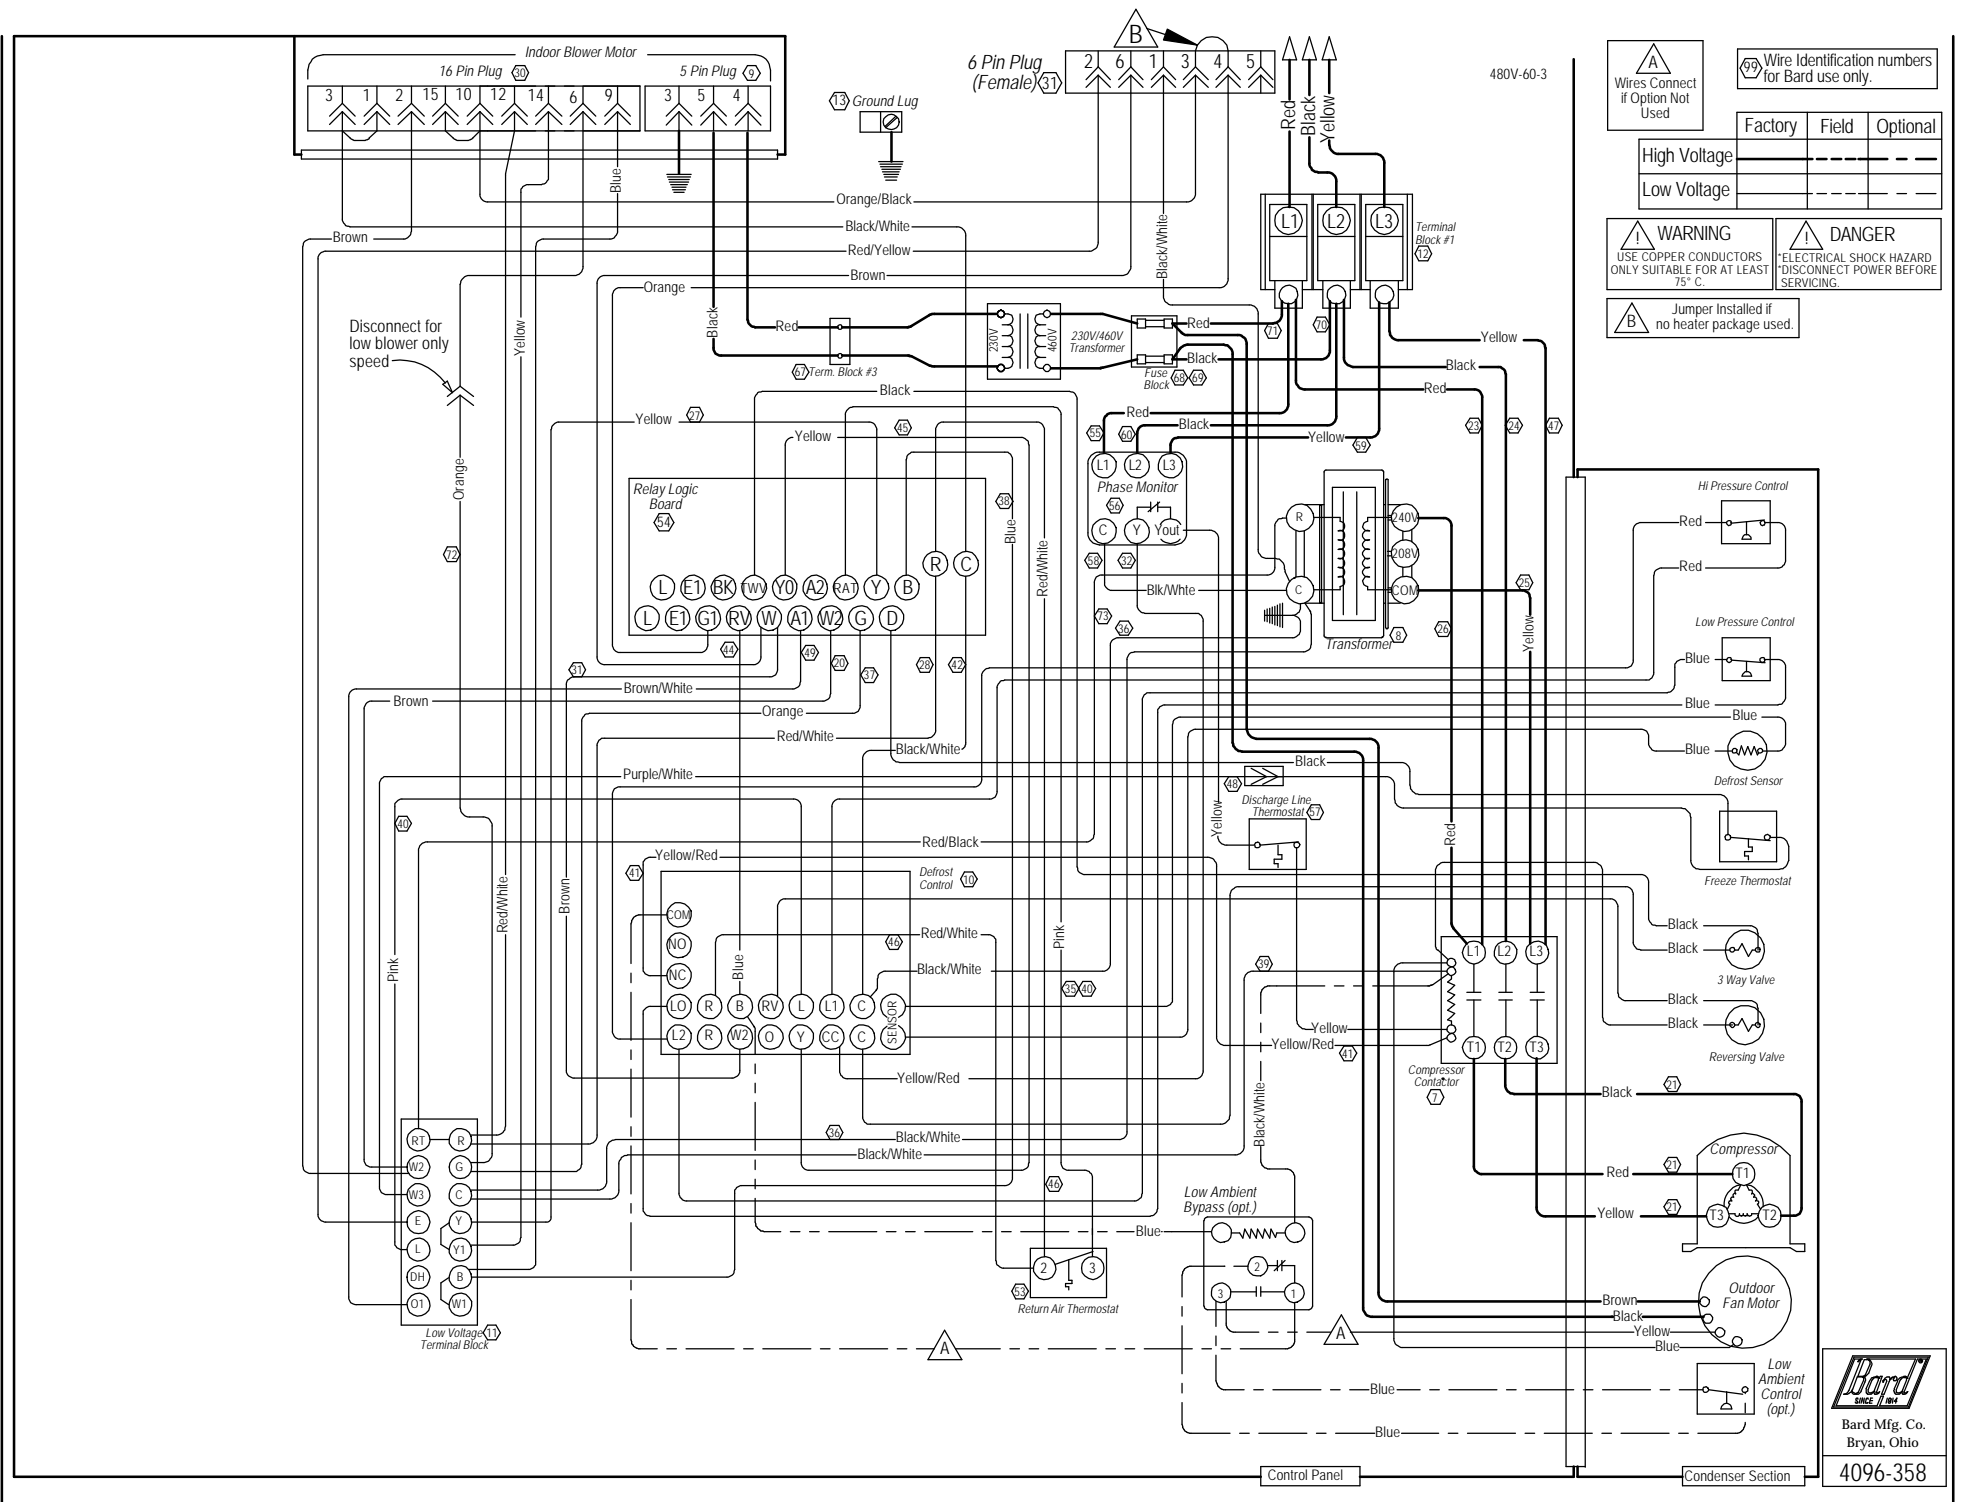 Indoor Blower Motor
16 Pin Plug 30
5 Pin Plug 9
3 1 2 15 10 12 14 6 9
3 5 4
13 Ground Lug
6 Pin Plug
(Female) 31
B
2 6 1 3 4 5
Red
Black
Yellow
480V-60-3
A
Wires Connect
if Option Not
Used
99 Wire Identification numbers
for Bard use only.
Factory Field Optional
High Voltage
Low Voltage
! WARNING
USE COPPER CONDUCTORS
ONLY SUITABLE FOR AT LEAST
75° C.
! DANGER
*ELECTRICAL SHOCK HAZARD
*DISCONNECT POWER BEFORE
SERVICING.
B
Jumper Installed if
no heater package used.
L1 L2 L3
Terminal
Block #1
12
Blue
Orange/Black
Black/White
Brown
Red/Yellow
Brown
Orange
Black/White
Disconnect for
low blower only
speed
Yellow
Black
Red
67 Term. Block #3
230V
460V
230V/460V
Transformer
Fuse
Block
68 69
Red
Black
71
70
Yellow
Black
Red
Black
Yellow 27
Yellow
45
Red
Black
Yellow
55
60
59
23
24
47
Orange
72
38
Blue
Red/White
L1 L2 L3
Phase Monitor
56
C Y Yout
58
32
Blk/Whte
73
36
R
C
240V
208V
COM
Transformer 8
25
26
Yellow
Relay Logic
Board
54
R C
L E1 BK TWV Y0 A2 RAT Y B
L E1 G1 RV W A1 W2 G D
44
31
49
20
37
28
42
Brown/White
Brown
Orange
Red/White
Black/White
Purple/White
Black
48
Hi Pressure Control
Red
Red
Low Pressure Control
Blue
Blue
Blue
Blue
Defrost Sensor
Freeze Thermostat
Discharge Line
Thermostat 57
Yellow
Red
40
Red/Black
Yellow/Red
41
Defrost
Control
10
Red/White
Brown
COM
NO
NC
Red/White
46
Blue
Black/White
Pink
Pink
35 40
39
LO R B RV L L1 C SENSOR
L2 R W2 O Y CC C
Yellow
Yellow/Red
41
L1 L2 L3
T1 T2 T3
Compressor
Contactor
7
Black
Black
3 Way Valve
Black
Black
Reversing Valve
Yellow/Red
Black/White
Black 21
36 Black/White
Black/White
46
RT R
W2 G
W3 C
E Y
L Y1
DH B
O1 W1
Low Voltage 11
Terminal Block
Compressor
T1
T3 T2
Red 21
Yellow 21
Low Ambient
Bypass (opt.)
Blue
2
3
1
2 3
53
Return Air Thermostat
A
A
Outdoor
Fan Motor
Brown
Black
Yellow
Blue
Low
Ambient
Control
(opt.)
Blue
Blue
Control Panel
Condenser Section
Bard
SINCE 1914
Bard Mfg. Co.
Bryan, Ohio
4096-358